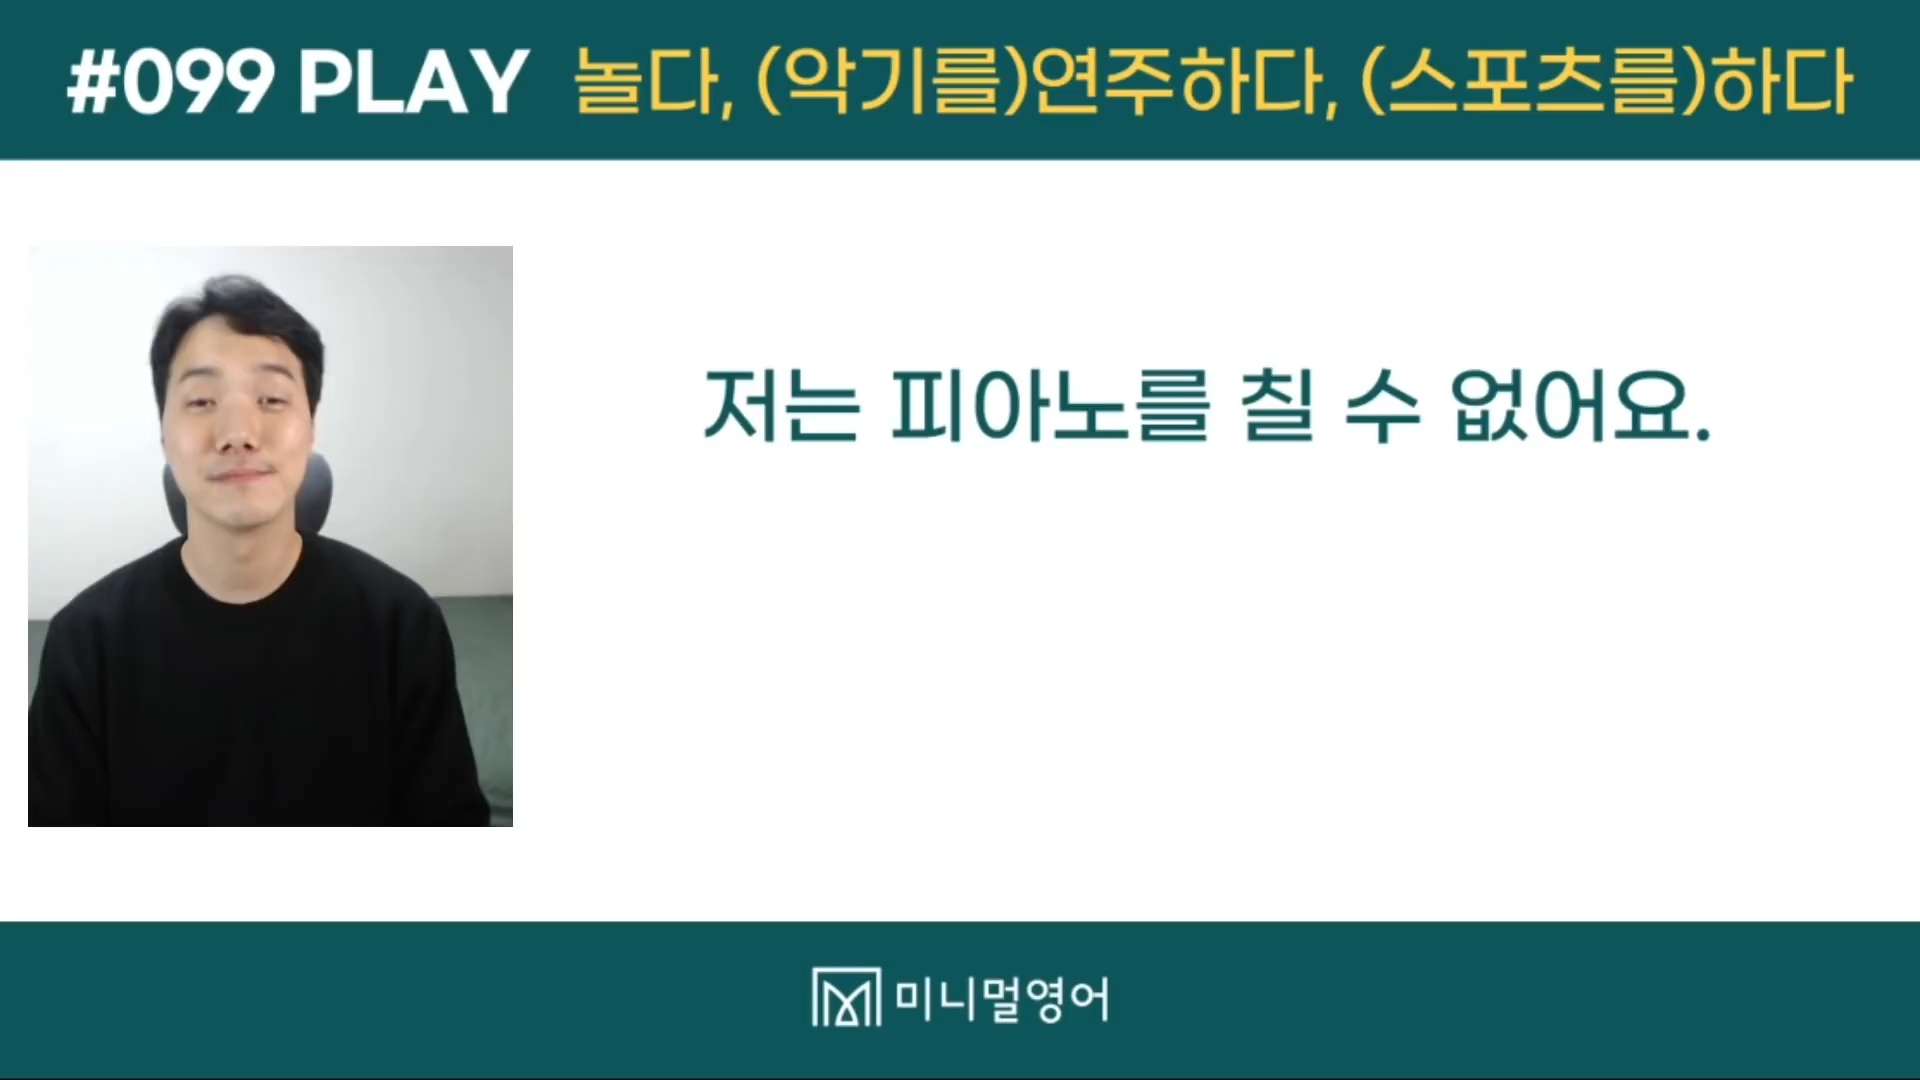 #099 PLAY 놀다, (악기를)연주하다, (스포츠를)하다
저는 피아노를 칠 수 없어요.
미니멀영어